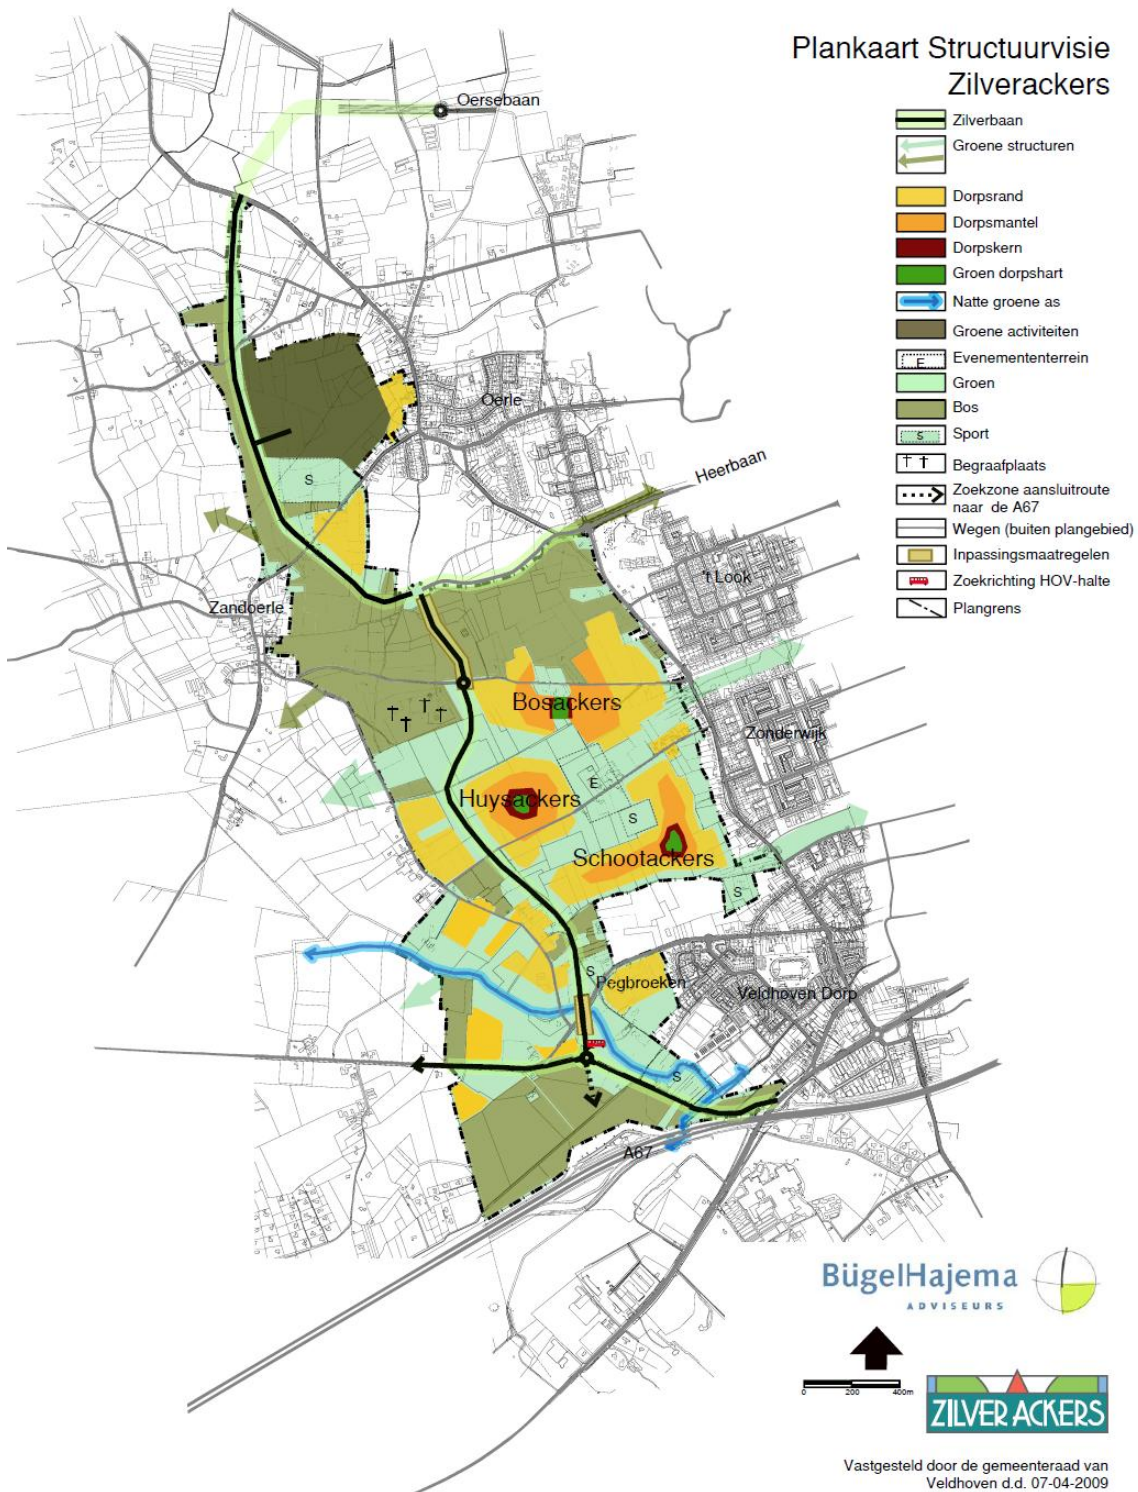 Plankaart Structuurvisie
Zilverackers
Zilverbaan
Groene structuren
Dorpsrand
Dorpsmantel
Dorpskern
Groen dorpshart
Natte groene as
Groene activiteiten
E
Evenemententerrein
Groen
Bos
S
Sport
Begraafplaats
Zoekzone aansluitroute
naar de A67
Wegen (buiten plangebied)
Inpassingsmaatregelen
Zoekrichting HOV-halte
Plangrens
Oersebaan
Oerle
Heerbaan
S
't Look
Zandoerle
Bosackers
Zonderwijk
E
Huysackers
S
Schootackers
S
S
Pegbroeken
Veldhoven Dorp
S
A67
BügelHajema
ADVISEURS
0 200 400m
ZILVER ACKERS
Vastgesteld door de gemeenteraad van
Veldhoven d.d. 07-04-2009